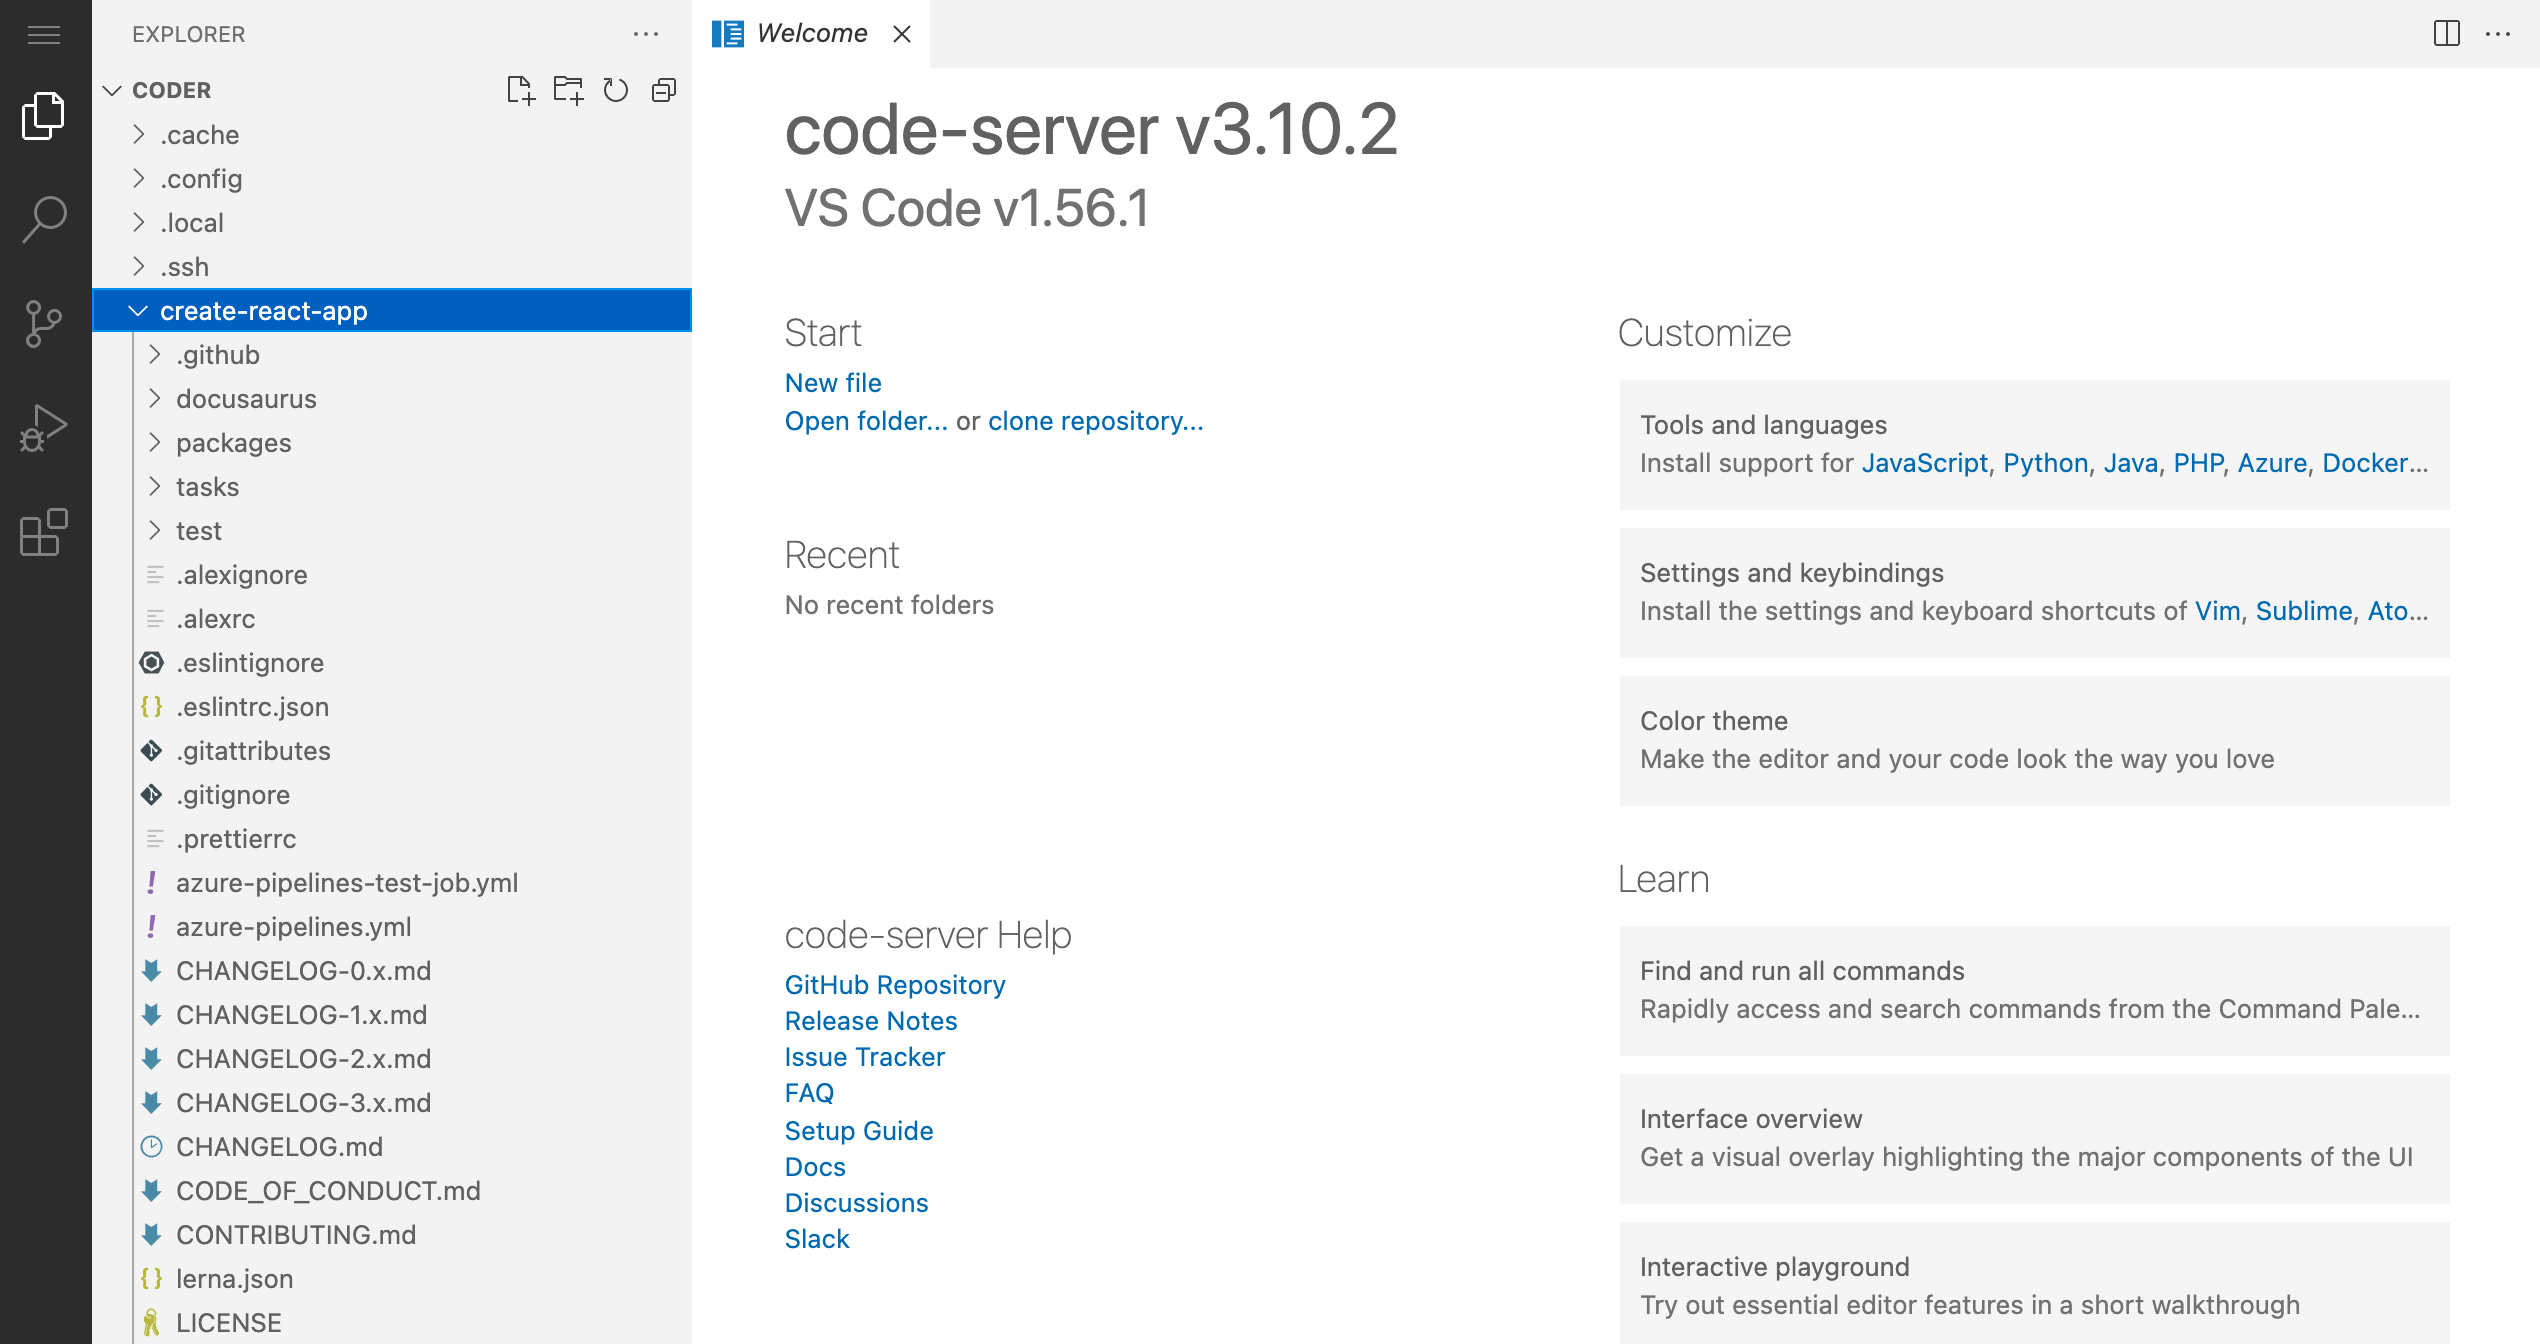 EXPLORER
CODER
.cache
.config
.local
.ssh
create-react-app
.github
docusaurus
packages
tasks
test
.alexignore
.alexrc
.eslintignore
.eslintrc.json
.gitattributes
.gitignore
.prettierrc
azure-pipelines-test-job.yml
azure-pipelines.yml
CHANGELOG-0.x.md
CHANGELOG-1.x.md
CHANGELOG-2.x.md
CHANGELOG-3.x.md
CHANGELOG.md
CODE_OF_CONDUCT.md
CONTRIBUTING.md
lerna.json
LICENSE
Welcome
code-server v3.10.2
VS Code v1.56.1
Start
New file
Open folder... or clone repository...
Recent
No recent folders
code-server Help
GitHub Repository
Release Notes
Issue Tracker
FAQ
Setup Guide
Docs
Discussions
Slack
Customize
Tools and languages
Install support for JavaScript, Python, Java, PHP, Azure, Docker...
Settings and keybindings
Install the settings and keyboard shortcuts of Vim, Sublime, Ato...
Color theme
Make the editor and your code look the way you love
Learn
Find and run all commands
Rapidly access and search commands from the Command Pale...
Interface overview
Get a visual overlay highlighting the major components of the UI
Interactive playground
Try out essential editor features in a short walkthrough